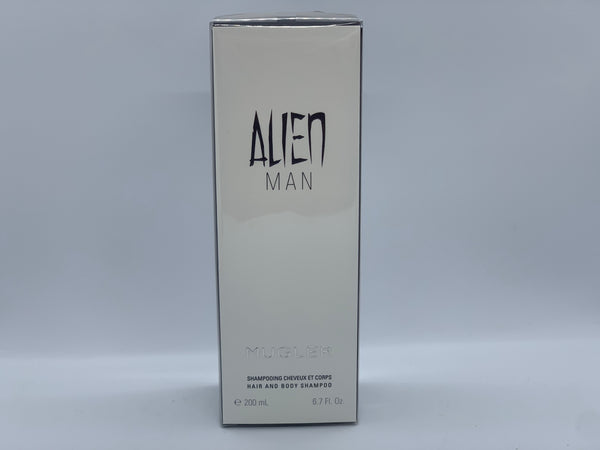 ALIEN
MAN
MUGLER
SHAMPOOING CHEVEUX ET CORPS
HAIR AND BODY SHAMPOO
℮ 200 mL 6.7 Fl. Oz.